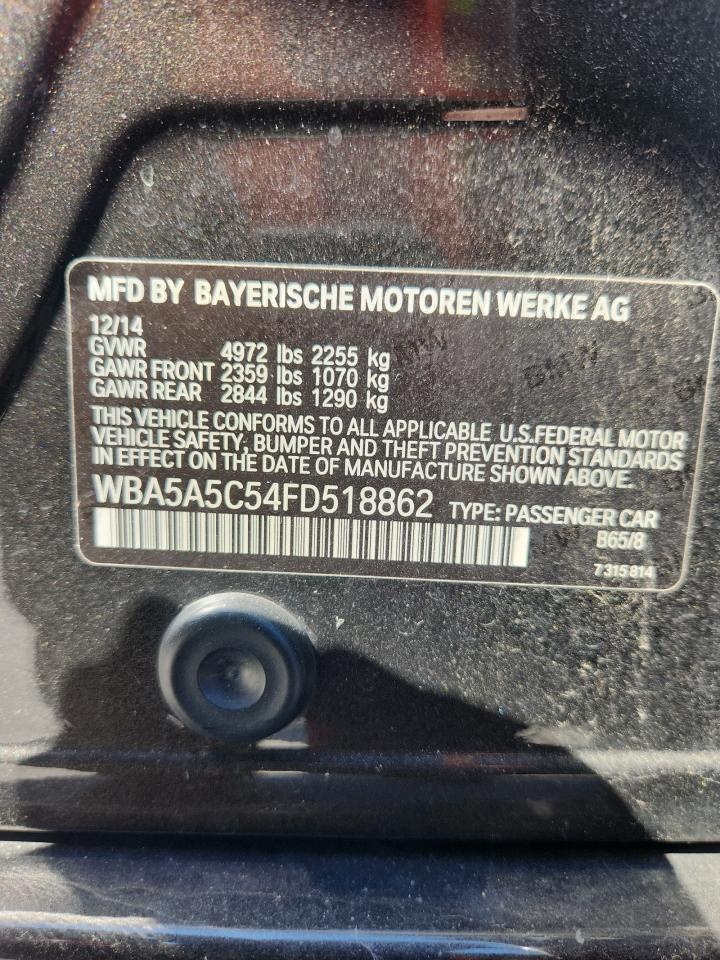 MFD BY BAYERISCHE MOTOREN WERKE AG
12/14
GVWR 4972 lbs 2255 kg
GAWR FRONT 2359 lbs 1070 kg
GAWR REAR 2844 lbs 1290 kg
THIS VEHICLE CONFORMS TO ALL APPLICABLE U.S.FEDERAL MOTOR
VEHICLE SAFETY, BUMPER AND THEFT PREVENTION STANDARDS
IN EFFECT ON THE DATE OF MANUFACTURE SHOWN ABOVE.
WBA5A5C54FD518862 TYPE: PASSENGER CAR
B65/8
7315814
BMW
BMW